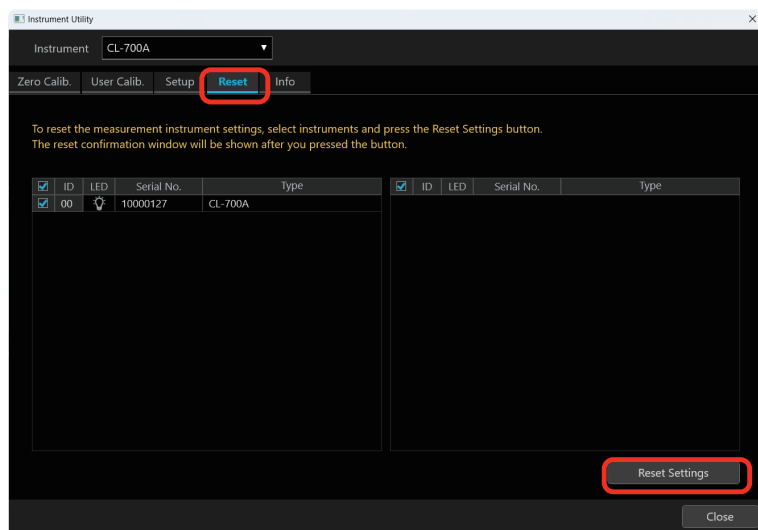 Instrument Utility
Instrument CL-700A
Zero Calib. User Calib. Setup Reset Info
To reset the measurement instrument settings, select instruments and press the Reset Settings button.
The reset confirmation window will be shown after you pressed the button.
ID LED Serial No. Type
00 10000127 CL-700A
ID LED Serial No. Type
Reset Settings
Close